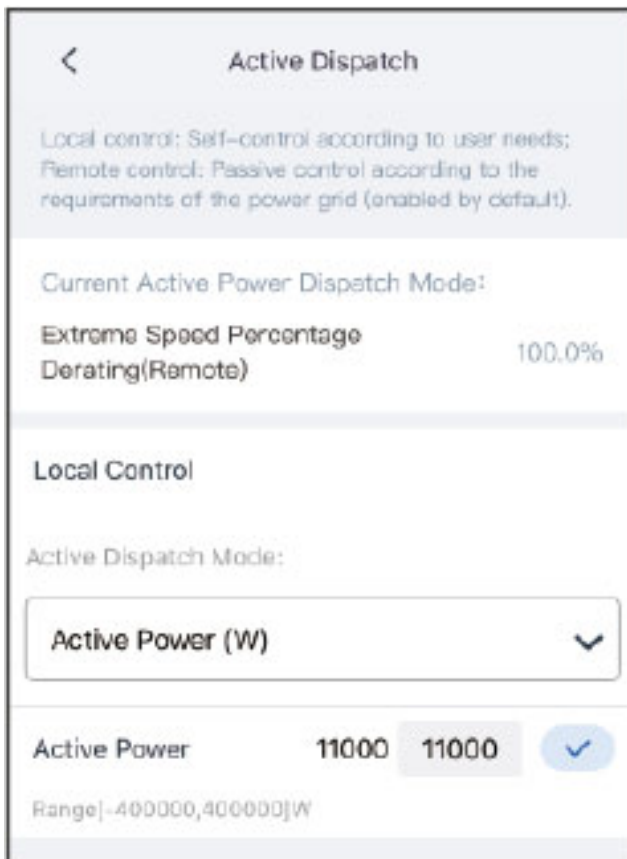 Active Dispatch
Local control: Self-control according to user needs;
Remote control: Passive control according to the
requirements of the power grid (enabled by default).
Current Active Power Dispatch Mode:
Extreme Speed Percentage
Derating(Remote)
100.0%
Local Control
Active Dispatch Mode:
Active Power (W)
Active Power 11000 11000
Range[-400000,400000]W